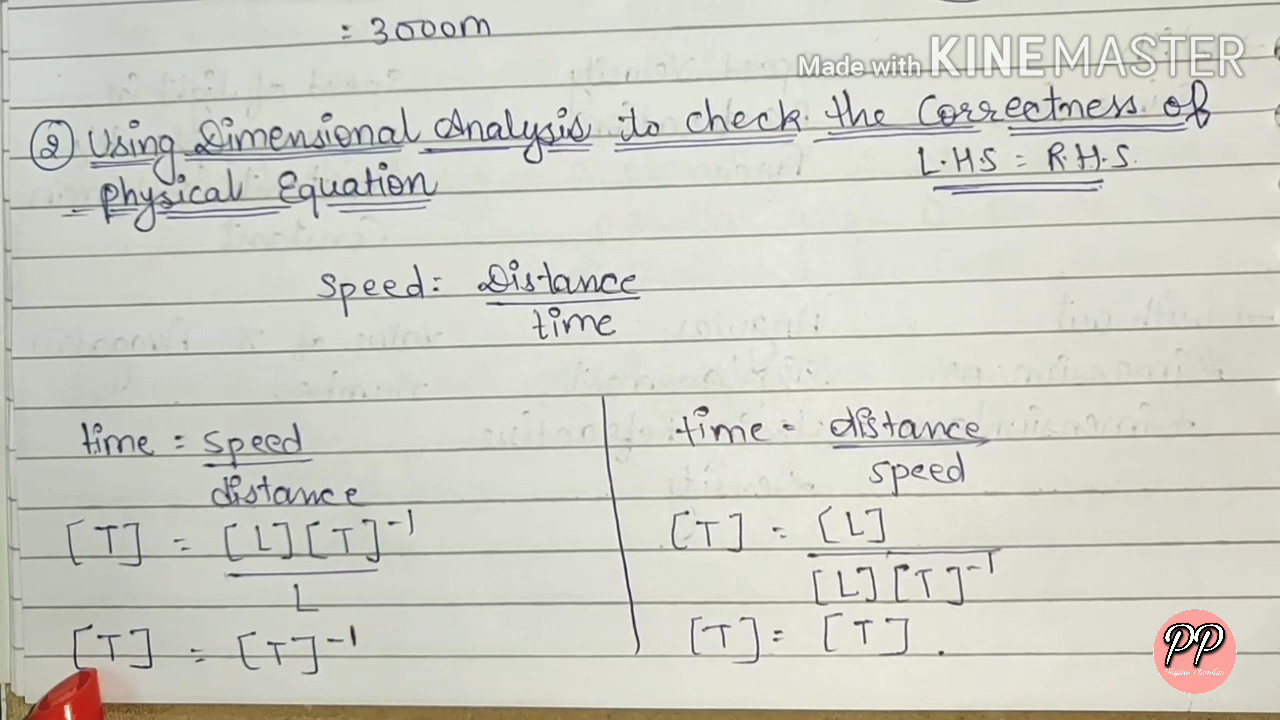 = 3000m
Made with KINEMASTER
② Using Dimensional Analysis to check the Correctness of
physical Equation
L.H.S = R.H.S.
Speed = Distance
time
time = speed
distance
[T] = [L][T]⁻¹
L
[T] = [T]⁻¹
time = distance
speed
[T] = [L]
[L][T]⁻¹
[T] = [T].
PP